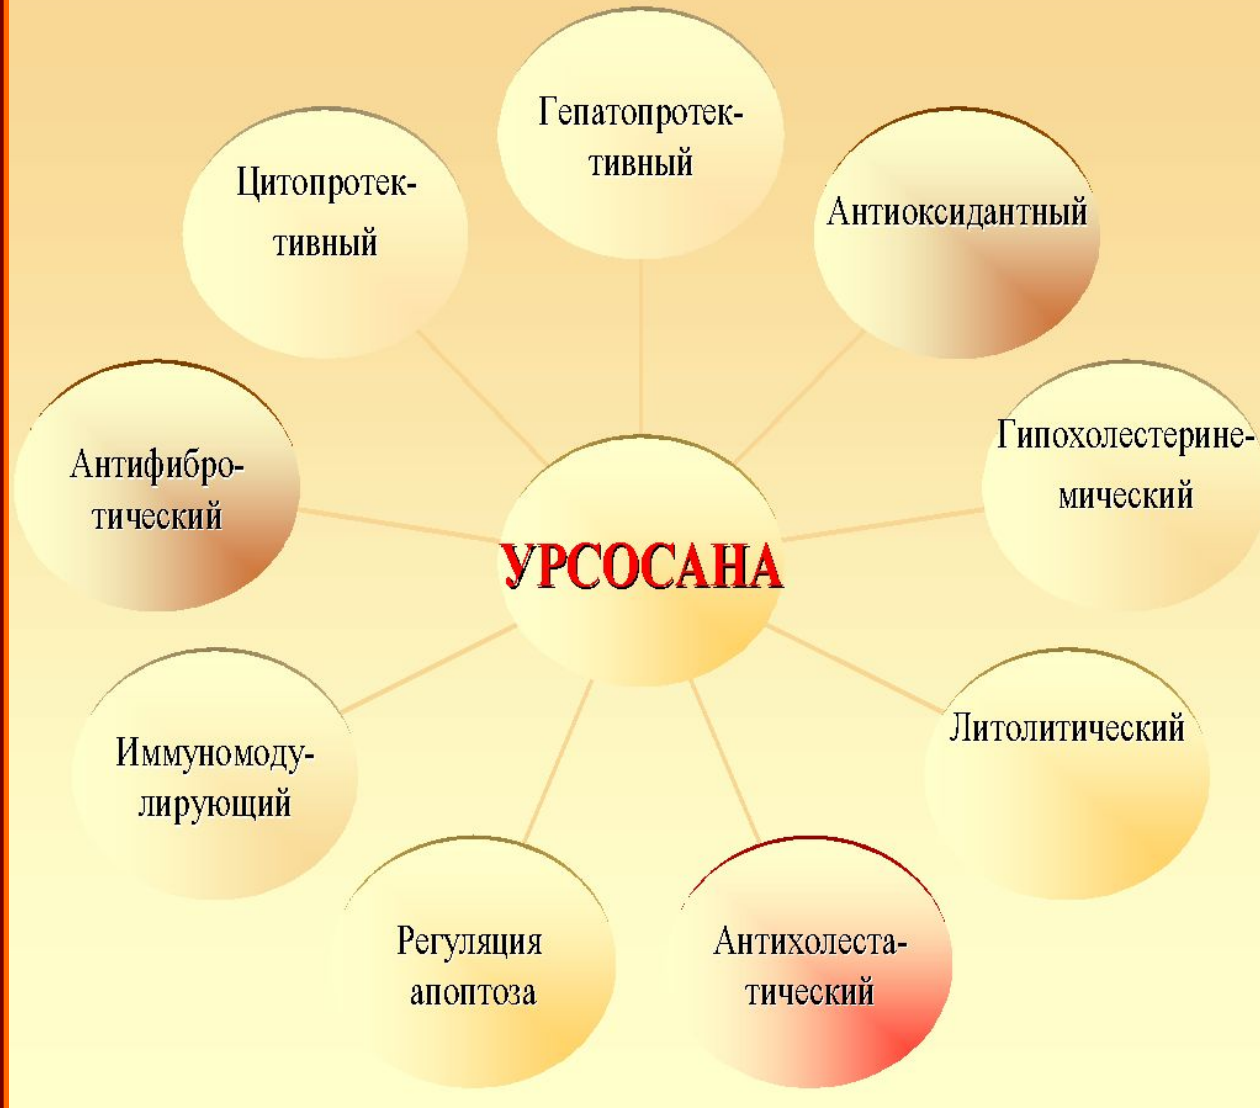 Гепатопротек-
тивный
Антиоксидантный
Гипохолестерине-
мический
Литолитический
Антихолеста-
тический
Регуляция
апоптоза
Иммуномоду-
лирующий
Антифибро-
тический
Цитопротек-
тивный
УРСОСАНА